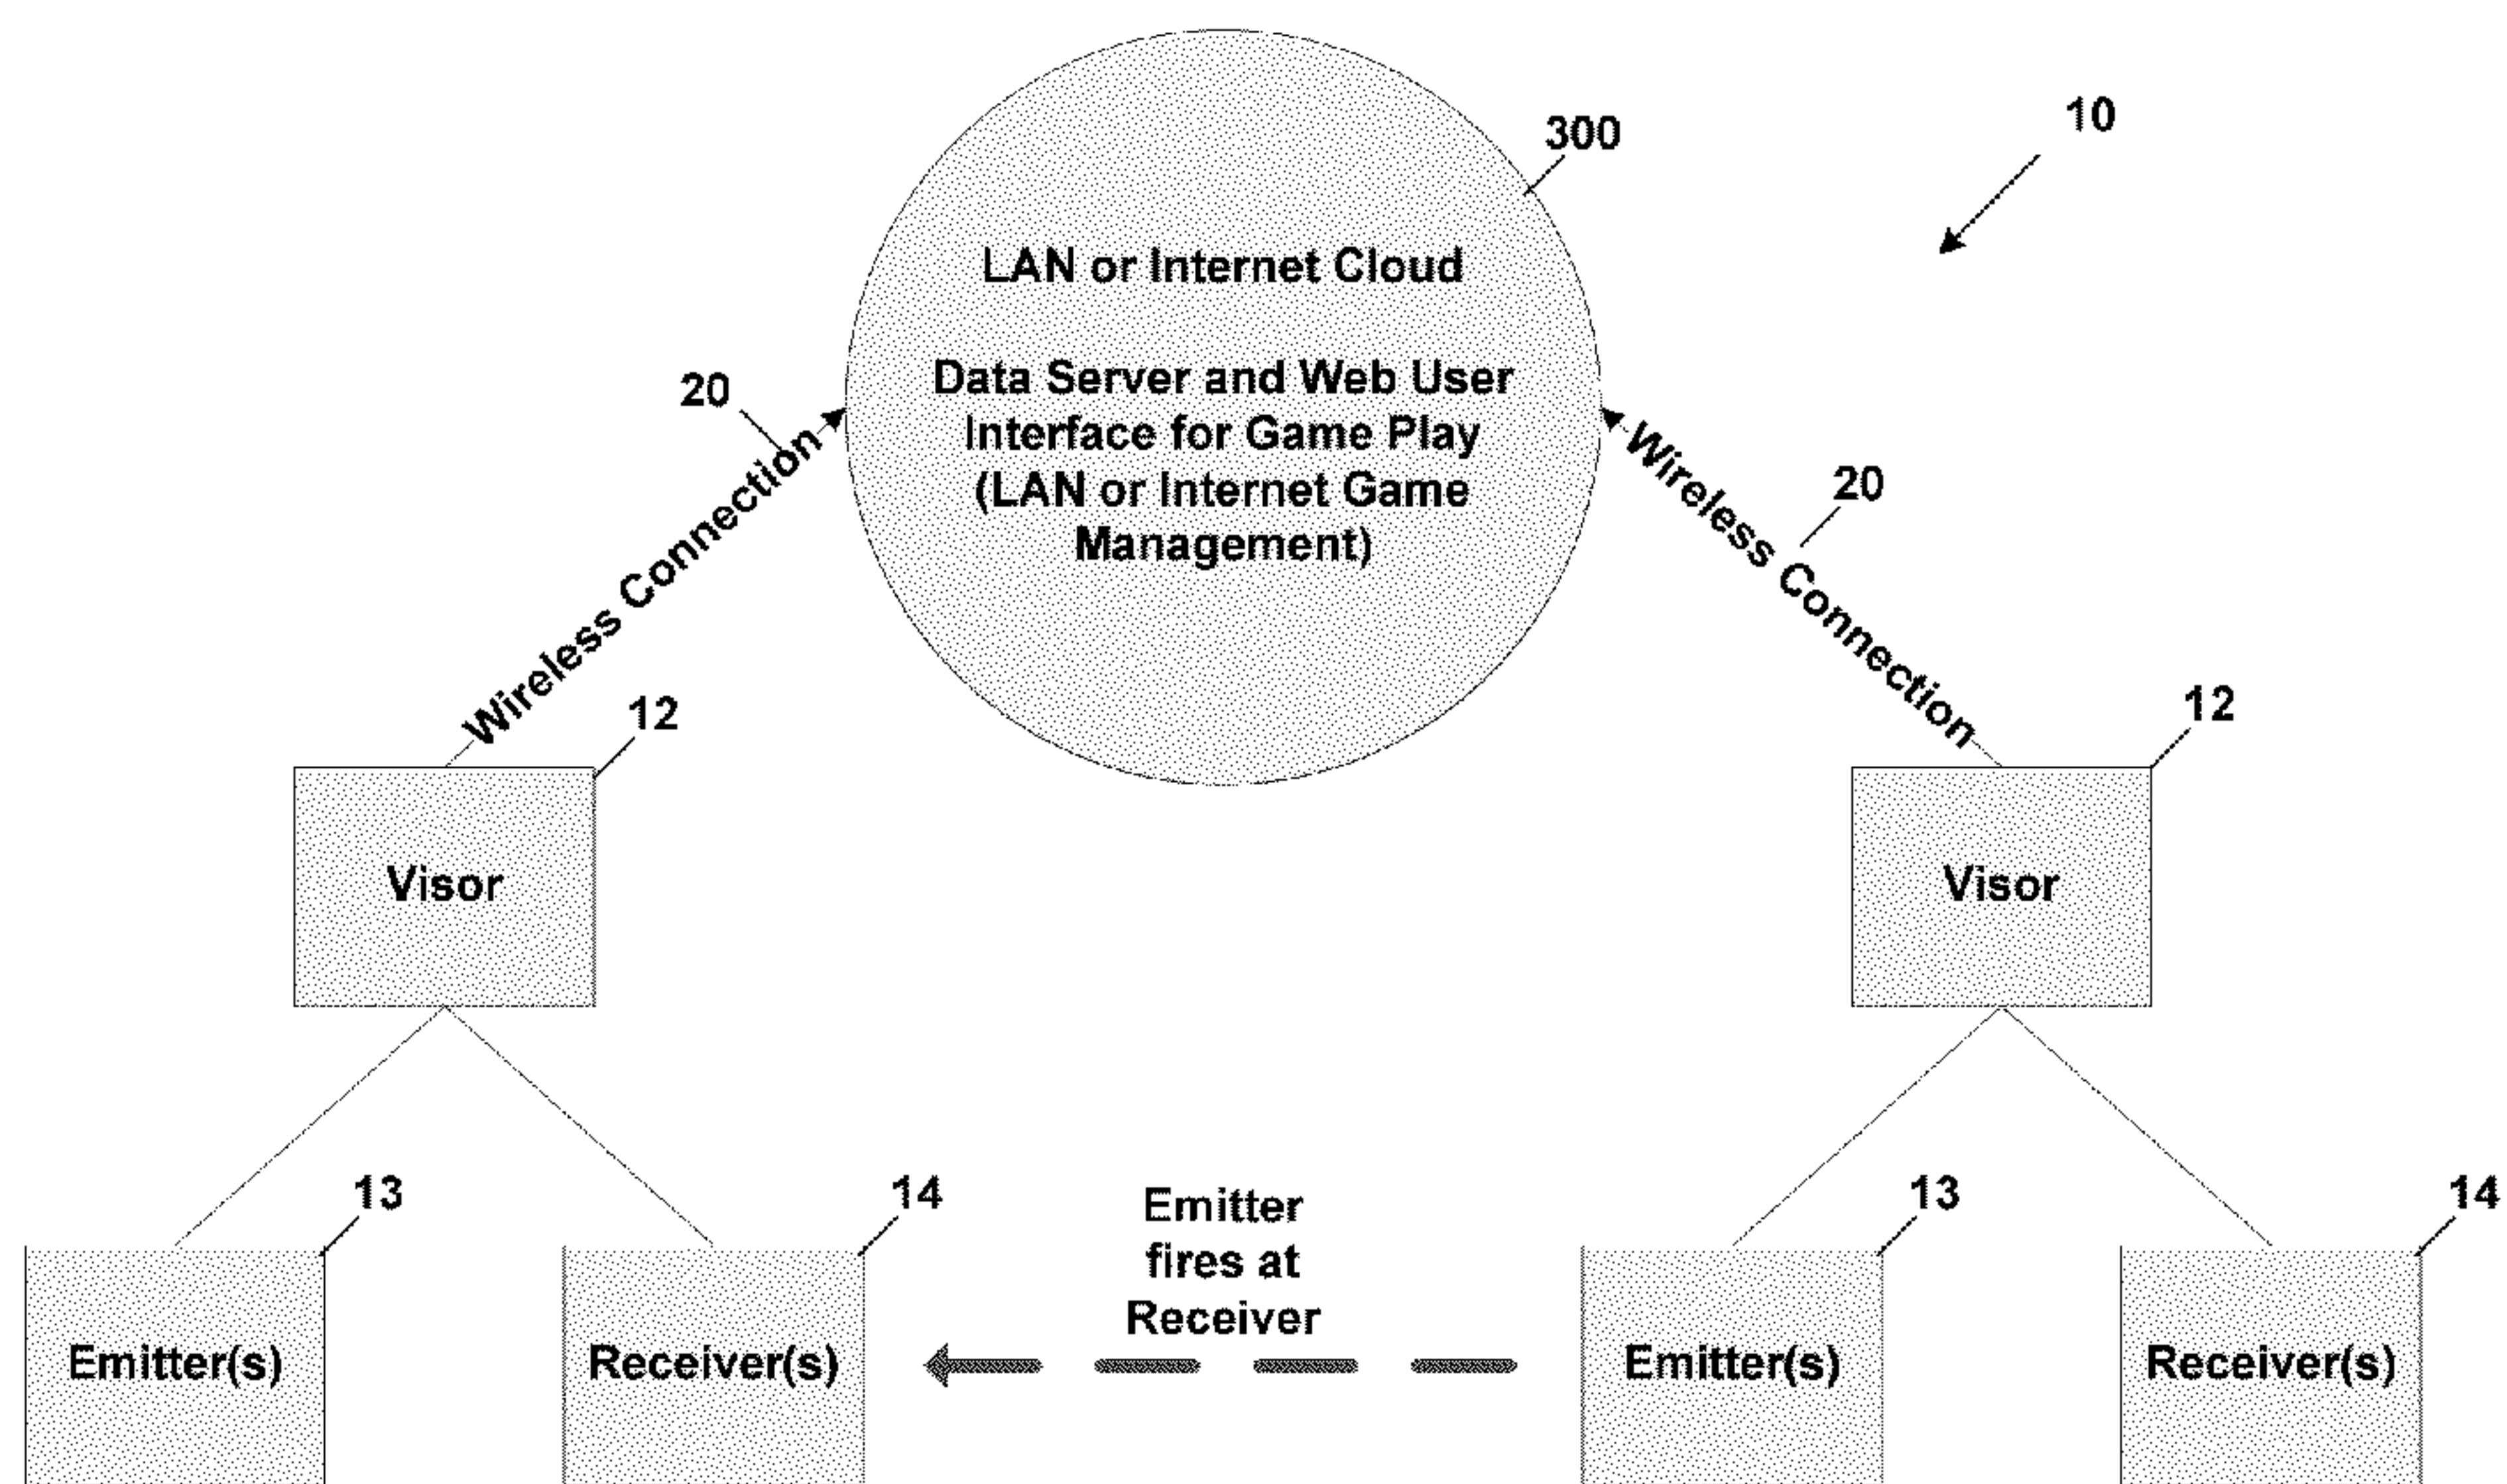 10
300
LAN or Internet Cloud
Data Server and Web User
Interface for Game Play
(LAN or Internet Game
Management)
20
Wireless Connection
20
Wireless Connection
12
Visor
12
Visor
13
Emitter(s)
14
Receiver(s)
Emitter
fires at
Receiver
13
Emitter(s)
14
Receiver(s)